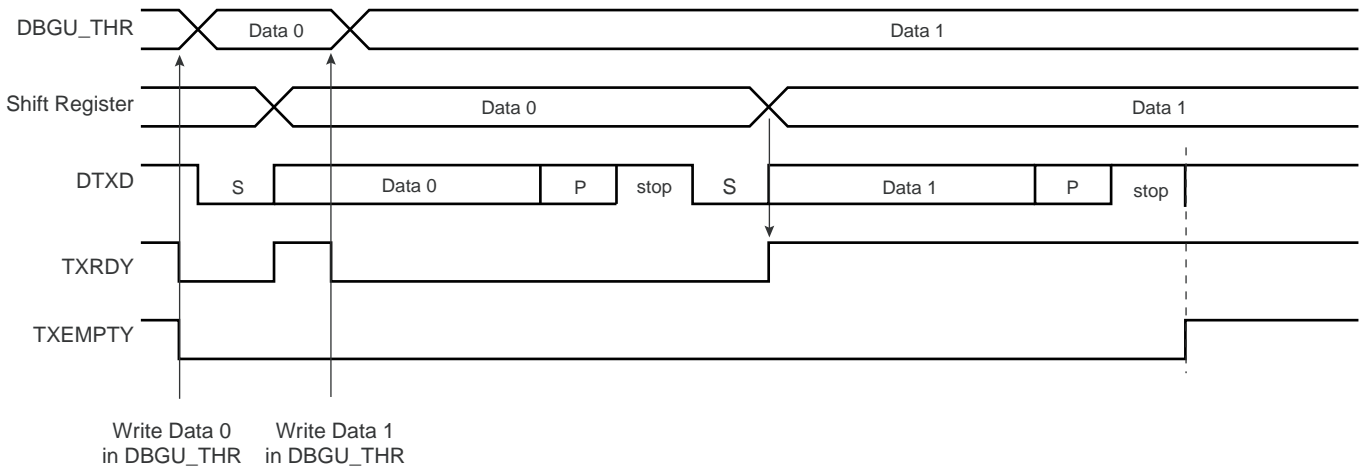 DBGU_THR Data 0 Data 1
Shift Register Data 0 Data 1
DTXD S Data 0 P stop S Data 1 P stop
TXRDY
TXEMPTY
Write Data 0 Write Data 1
in DBGU_THR in DBGU_THR